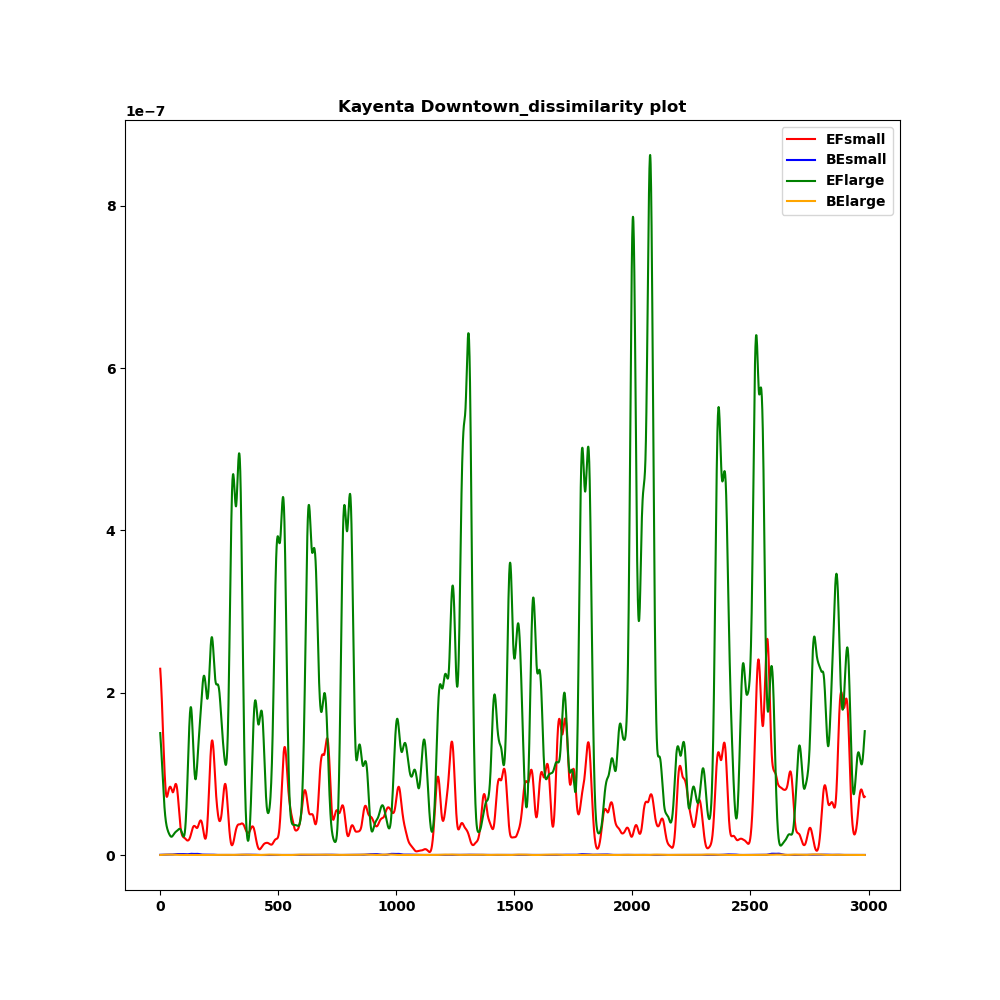 Kayenta Downtown_dissimilarity plot
1e−7
EFsmall
BEsmall
EFlarge
BElarge
8
6
4
2
0
0 500 1000 1500 2000 2500 3000